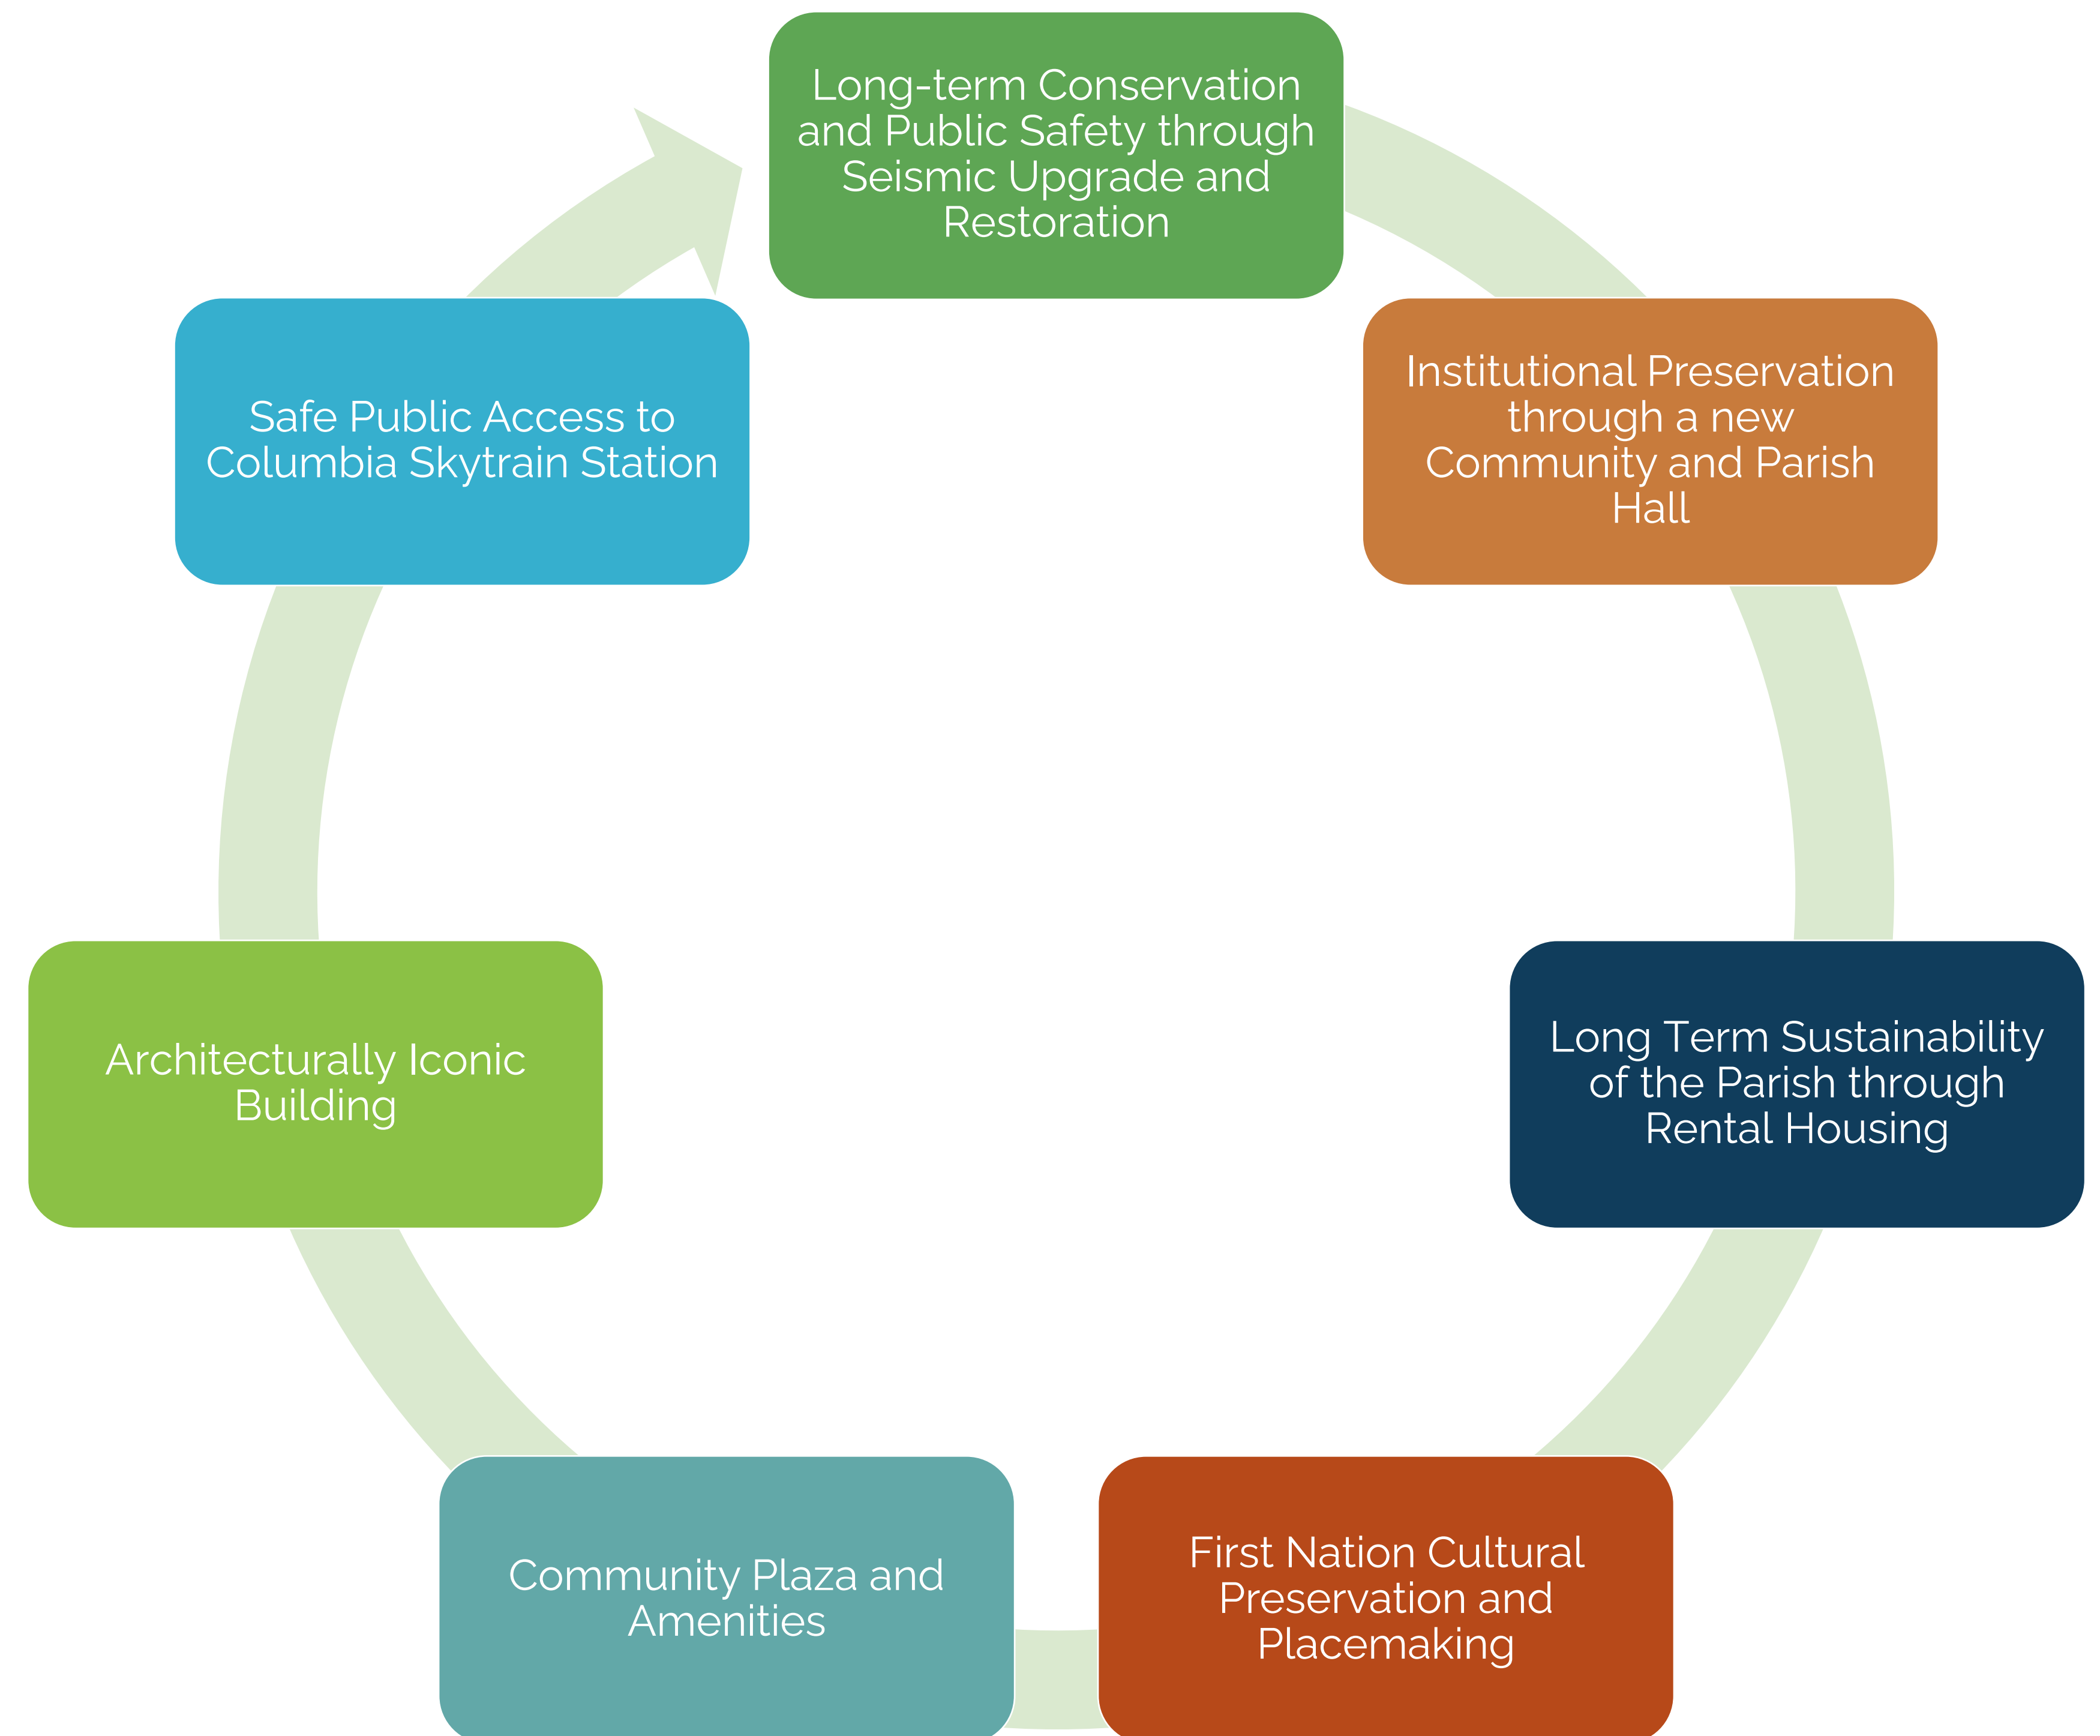 Long-term Conservation
and Public Safety through
Seismic Upgrade and
Restoration
Institutional Preservation
through a new
Community and Parish
Hall
Long Term Sustainability
of the Parish through
Rental Housing
First Nation Cultural
Preservation and
Placemaking
Community Plaza and
Amenities
Architecturally Iconic
Building
Safe Public Access to
Columbia Skytrain Station